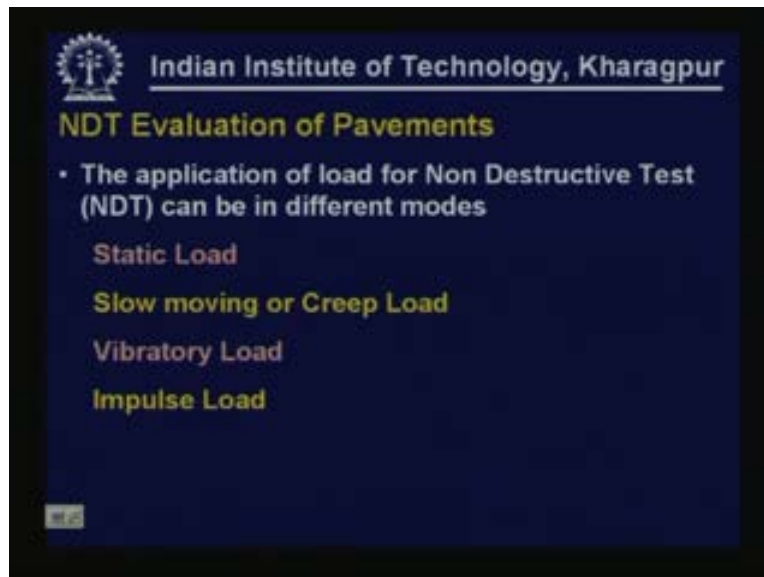 Indian Institute of Technology, Kharagpur
NDT Evaluation of Pavements
• The application of load for Non Destructive Test
(NDT) can be in different modes
Static Load
Slow moving or Creep Load
Vibratory Load
Impulse Load